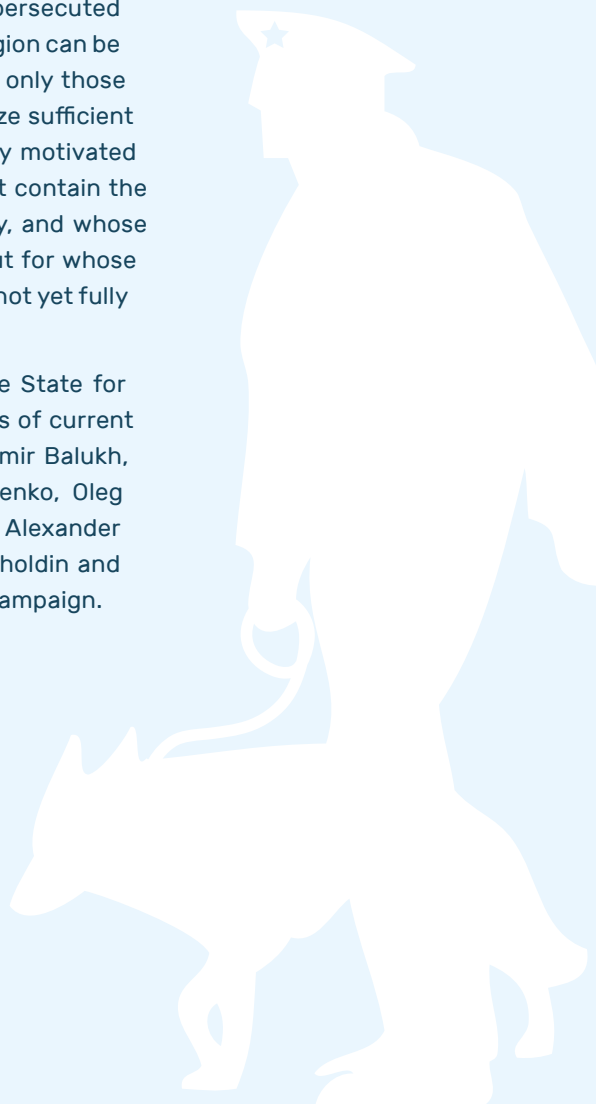 persecuted
gion can be
only those
ze sufficient
y motivated
t contain the
y, and whose
ut for whose
not yet fully
e State for
s of current
mir Balukh,
enko, Oleg
Alexander
holdin and
ampaign.